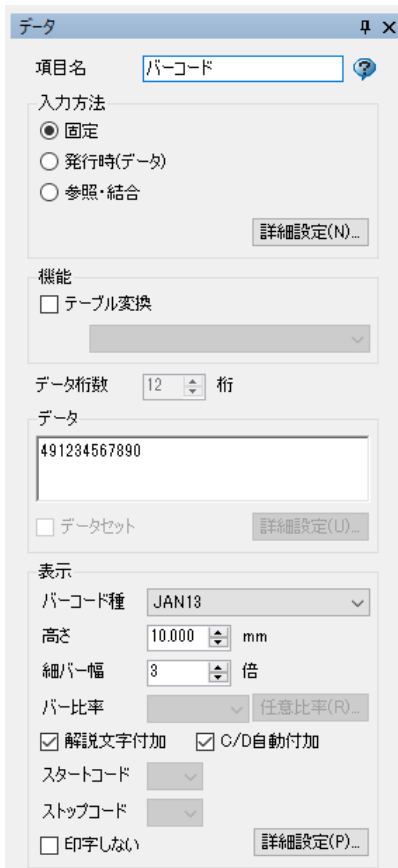 データ
項目名 バーコード
入力方法
固定
発行時(データ)
参照・結合
詳細設定(N)...
機能
テーブル変換
データ桁数 12 桁
データ
491234567890
データセット 詳細設定(U)...
表示
バーコード種 JAN13
高さ 10.000 mm
細バー幅 3 倍
バー比率 任意比率(R)...
解説文字付加 C/D自動付加
スタートコード
ストップコード
印字しない 詳細設定(P)...